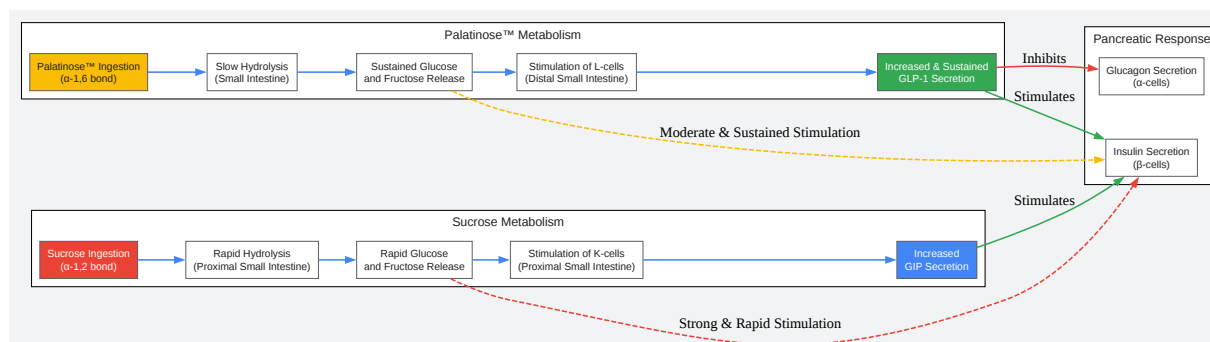 Palatinose™ Metabolism
Palatinose™ Ingestion
(α-1,6 bond)
Slow Hydrolysis
(Small Intestine)
Sustained Glucose
and Fructose Release
Stimulation of L-cells
(Distal Small Intestine)
Increased & Sustained
GLP-1 Secretion
Inhibits
Stimulates
Moderate & Sustained Stimulation
Pancreatic Response
Glucagon Secretion
(α-cells)
Insulin Secretion
(β-cells)
Sucrose Metabolism
Sucrose Ingestion
(α-1,2 bond)
Rapid Hydrolysis
(Proximal Small Intestine)
Rapid Glucose
and Fructose Release
Stimulation of K-cells
(Proximal Small Intestine)
Increased
GIP Secretion
Stimulates
Strong & Rapid Stimulation